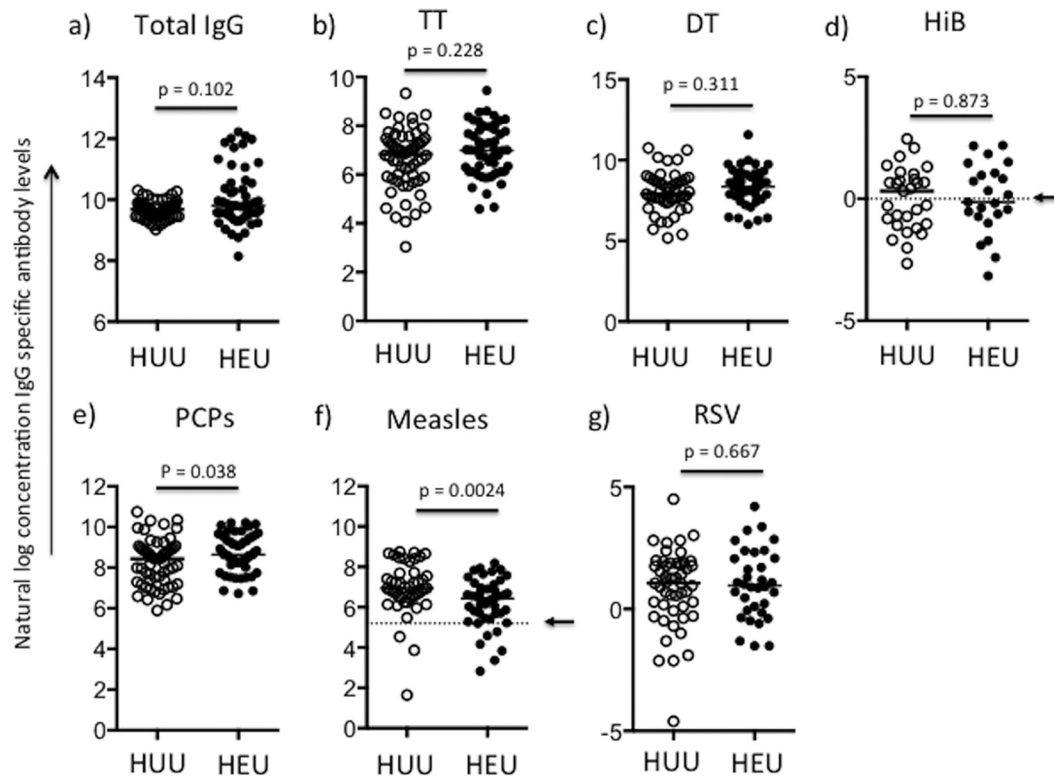 a) Total IgG
p = 0.102
14
12
10
8
6
HUU HEU
b) TT
p = 0.228
10
8
6
4
2
0
HUU HEU
c) DT
p = 0.311
15
10
5
0
HUU HEU
d) HiB
p = 0.873
5
0
-5
HUU HEU
Natural log concentration IgG specific antibody levels
e) PCPs
P = 0.038
12
10
8
6
4
2
0
HUU HEU
f) Measles
p = 0.0024
12
10
8
6
4
2
0
HUU HEU
g) RSV
p = 0.667
5
0
-5
HUU HEU